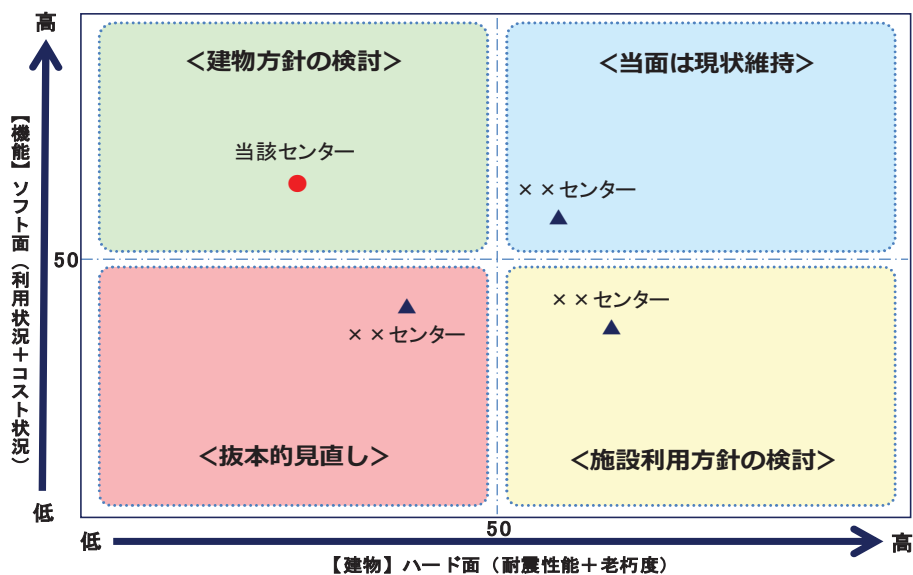 高
【機能】ソフト面（利用状況＋コスト状況）
低
＜建物方針の検討＞
当該センター
＜当面は現状維持＞
××センター
50
××センター
＜抜本的見直し＞
××センター
＜施設利用方針の検討＞
50
低
高
【建物】ハード面（耐震性能＋老朽度）